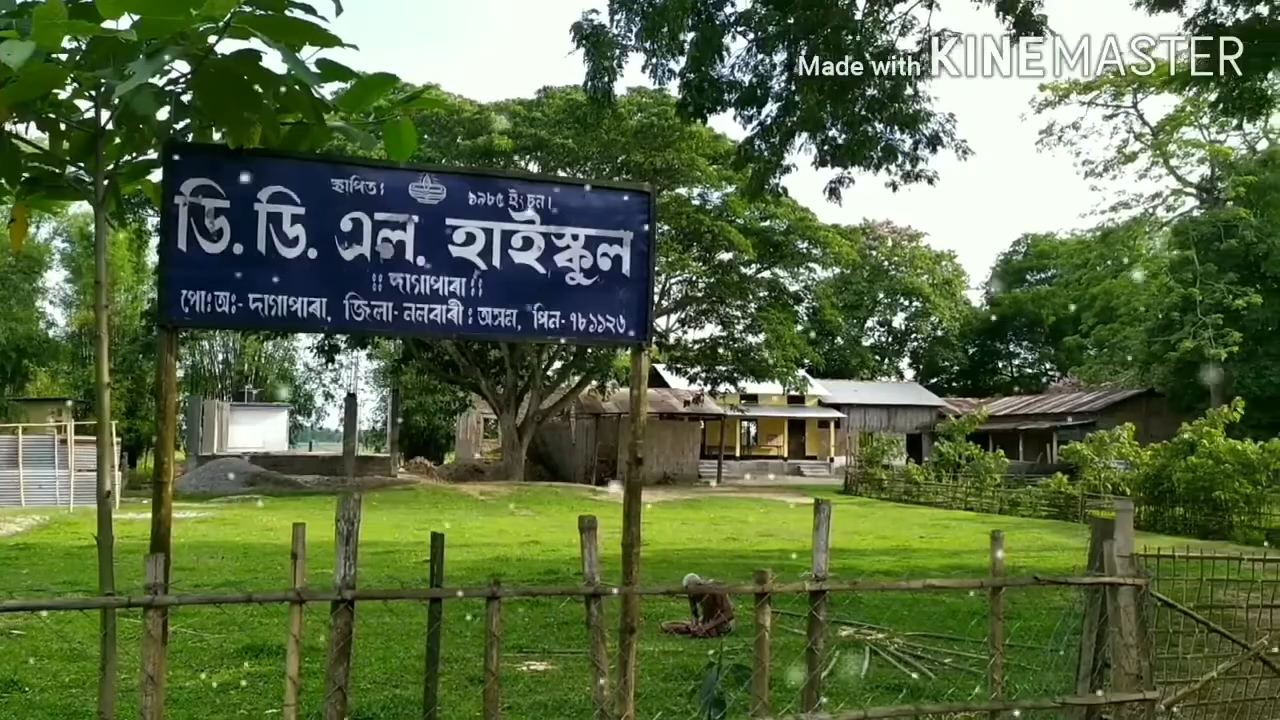 Made with KINEMASTER
স্থাপিত: ১৯৮৫ ইং চন।
ডি. ডি. এল. হাইস্কুল
:: দাগাপাৰা ::
পো:অ:- দাগাপাৰা, জিলা- নলবাৰী : অসম, পিন- ৭৮১১২৬